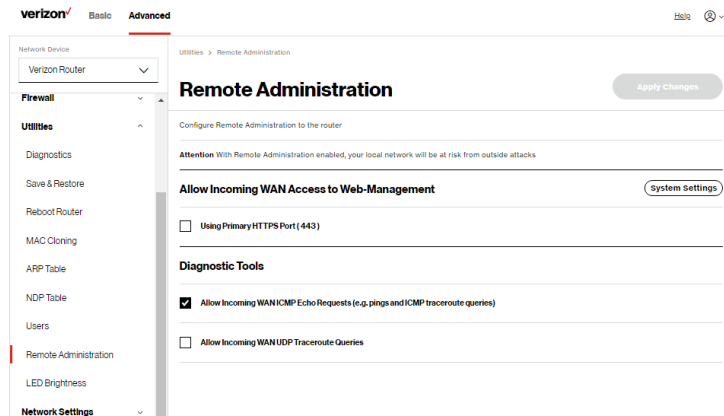 verizon Basic Advanced Help
Network Device
Verizon Router
Firewall
Utilities
Diagnostics
Save & Restore
Reboot Router
MAC Cloning
ARP Table
NDP Table
Users
Remote Administration
LED Brightness
Network Settings
Utilities > Remote Administration
Remote Administration Apply Changes
Configure Remote Administration to the router
Attention With Remote Administration enabled, your local network will be at risk from outside attacks
Allow Incoming WAN Access to Web-Management System Settings
Using Primary HTTPS Port ( 443 )
Diagnostic Tools
Allow Incoming WAN ICMP Echo Requests (e.g. pings and ICMP traceroute queries)
Allow Incoming WAN UDP Traceroute Queries